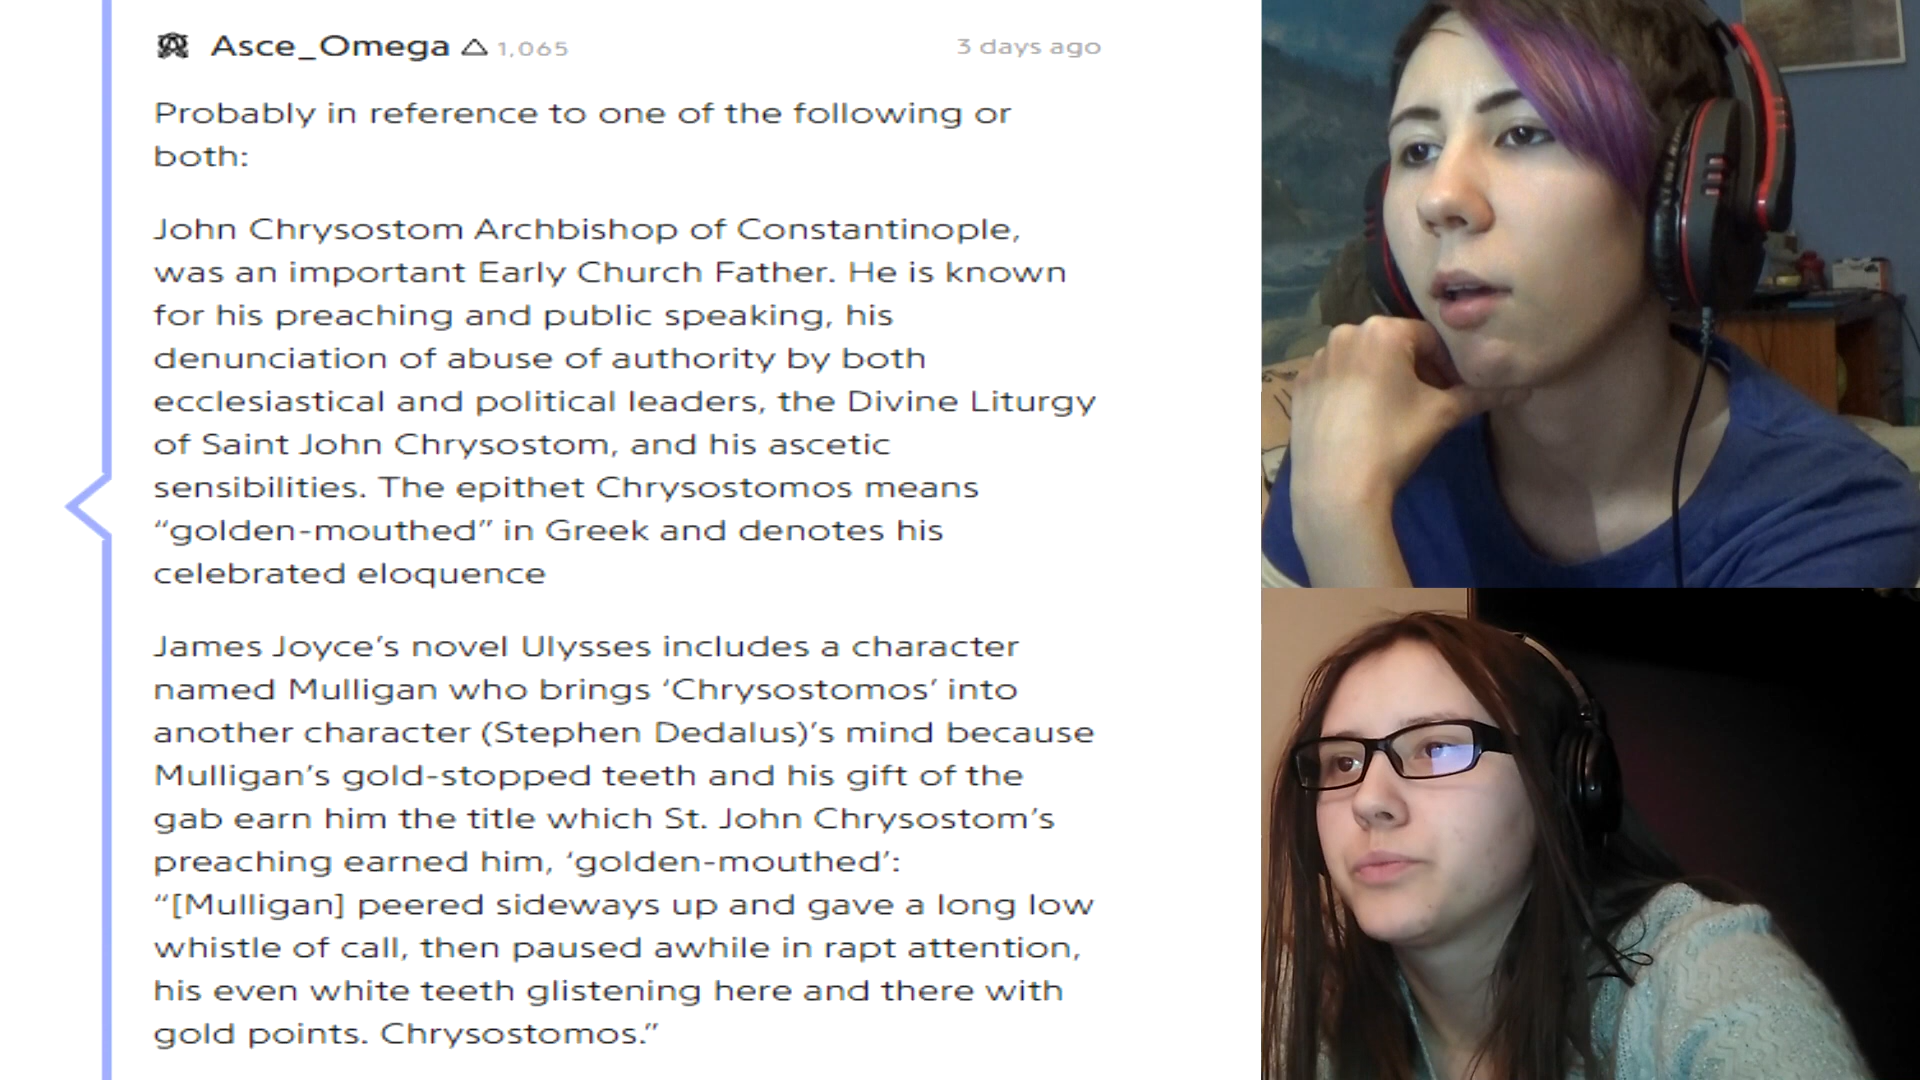 Asce_Omega 1,065 3 days ago
Probably in reference to one of the following or
both:
John Chrysostom Archbishop of Constantinople,
was an important Early Church Father. He is known
for his preaching and public speaking, his
denunciation of abuse of authority by both
ecclesiastical and political leaders, the Divine Liturgy
of Saint John Chrysostom, and his ascetic
sensibilities. The epithet Chrysostomos means
“golden-mouthed” in Greek and denotes his
celebrated eloquence
James Joyce’s novel Ulysses includes a character
named Mulligan who brings ‘Chrysostomos’ into
another character (Stephen Dedalus)’s mind because
Mulligan’s gold-stopped teeth and his gift of the
gab earn him the title which St. John Chrysostom’s
preaching earned him, ‘golden-mouthed’:
“[Mulligan] peered sideways up and gave a long low
whistle of call, then paused awhile in rapt attention,
his even white teeth glistening here and there with
gold points. Chrysostomos.”